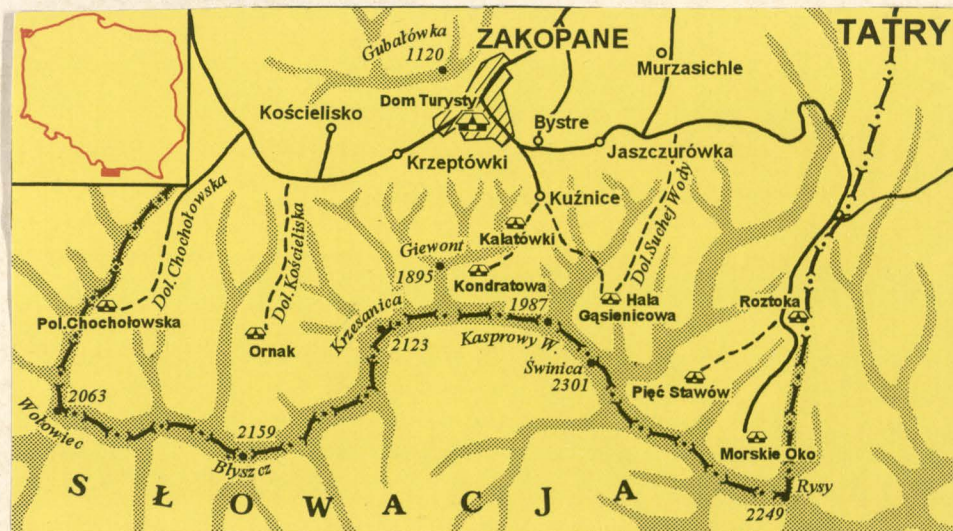 TATRY
ZAKOPANE
Gubałówka
1120
Murzasichle
Dom Turysty
Kościelisko
Bystre
Krzeptówki
Jaszczurówka
Kuźnice
Dol. Chochołowska
Dol. Kościeliska
Dol. Suchej Wody
Kalatówki
Giewont
1895
Kondratowa
Hala
Gąsienicowa
Roztoka
Pol. Chochołowska
Ornak
Krzesanica
2123
1987
Kasprowy W.
Świnica
2301
Pięć Stawów
2063
Wołowiec
2159
Błyszcz
Morskie Oko
Rysy
2249
SŁOWACJA